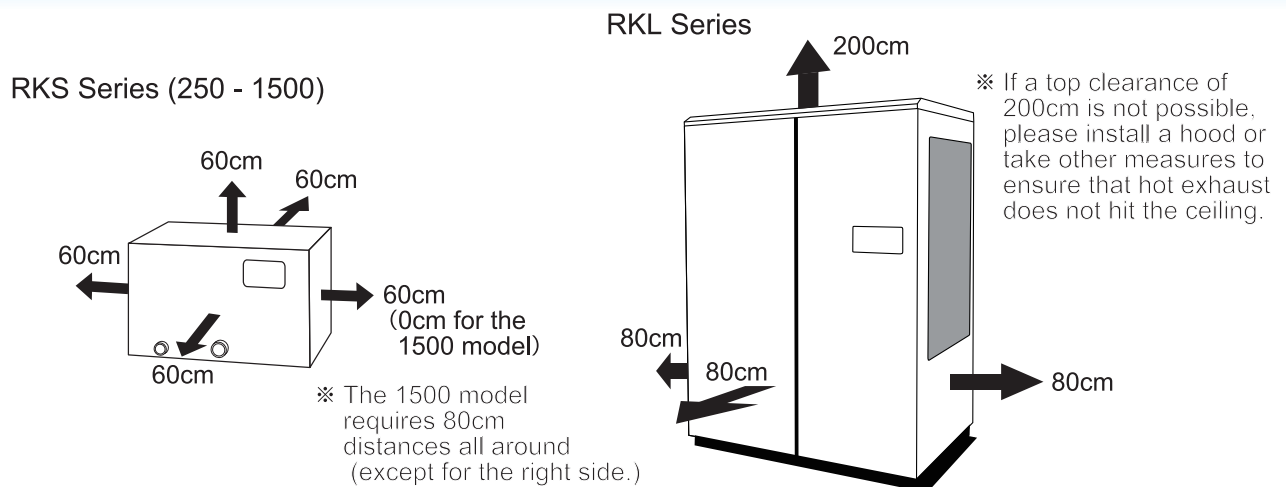 RKS Series (250 - 1500)
60cm
60cm
60cm
60cm
(0cm for the
1500 model)
60cm
※ The 1500 model
requires 80cm
distances all around
(except for the right side.)
RKL Series
200cm
※ If a top clearance of
200cm is not possible,
please install a hood or
take other measures to
ensure that hot exhaust
does not hit the ceiling.
80cm
80cm
80cm